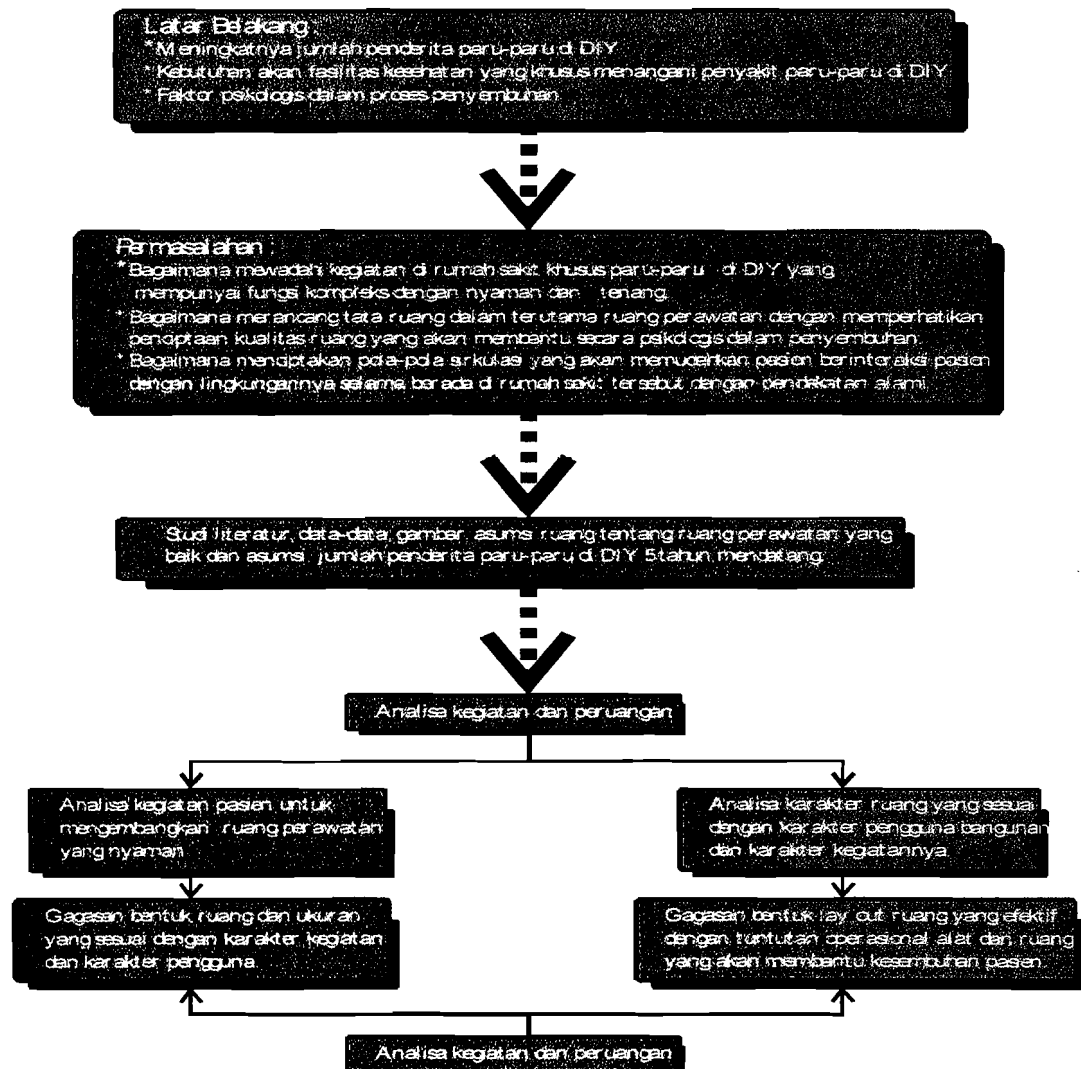 Latar Belakang :
* Meningkatnya jumlah penderita paru-paru di DIY
* Kebutuhan akan fasilitas kesehatan yang khusus menangani penyakit paru-paru di DIY
* Faktor psikologis dalam proses penyembuhan
Permasalahan :
* Bagaimana mewadahi kegiatan di rumah sakit khusus paru-paru di DIY yang
mempunyai fungsi kompleks dengan nyaman dan tenang.
* Bagaimana merancang tata ruang dalam terutama ruang perawatan dengan memperhatikan
penciptaan kualitas ruang yang akan membantu secara psikologis dalam penyembuhan
* Bagaimana menciptakan pola-pola sirkulasi yang akan memudahkan pasien berinteraksi pasien
dengan lingkungannya selama berada di rumah sakit tersebut dengan pendekatan alami.
Studi literatur, data-data, gambar, asumsi ruang tentang ruang perawatan yang
baik dan asumsi jumlah penderita paru-paru di DIY 5 tahun mendatang.
Analisa kegiatan dan peruangan
Analisa kegiatan pasien untuk
mengembangkan ruang perawatan
yang nyaman
Analisa karakter ruang yang sesuai
dengan karakter pengguna bangunan
dan karakter kegiatannya
Gagasan bentuk, ruang dan ukuran
yang sesuai dengan karakter kegiatan
dan karakter pengguna
Gagasan bentuk lay out ruang yang efektif
dengan tuntutan operasional alat dan ruang
yang akan membantu kesembuhan pasien
Analisa kegiatan dan peruangan